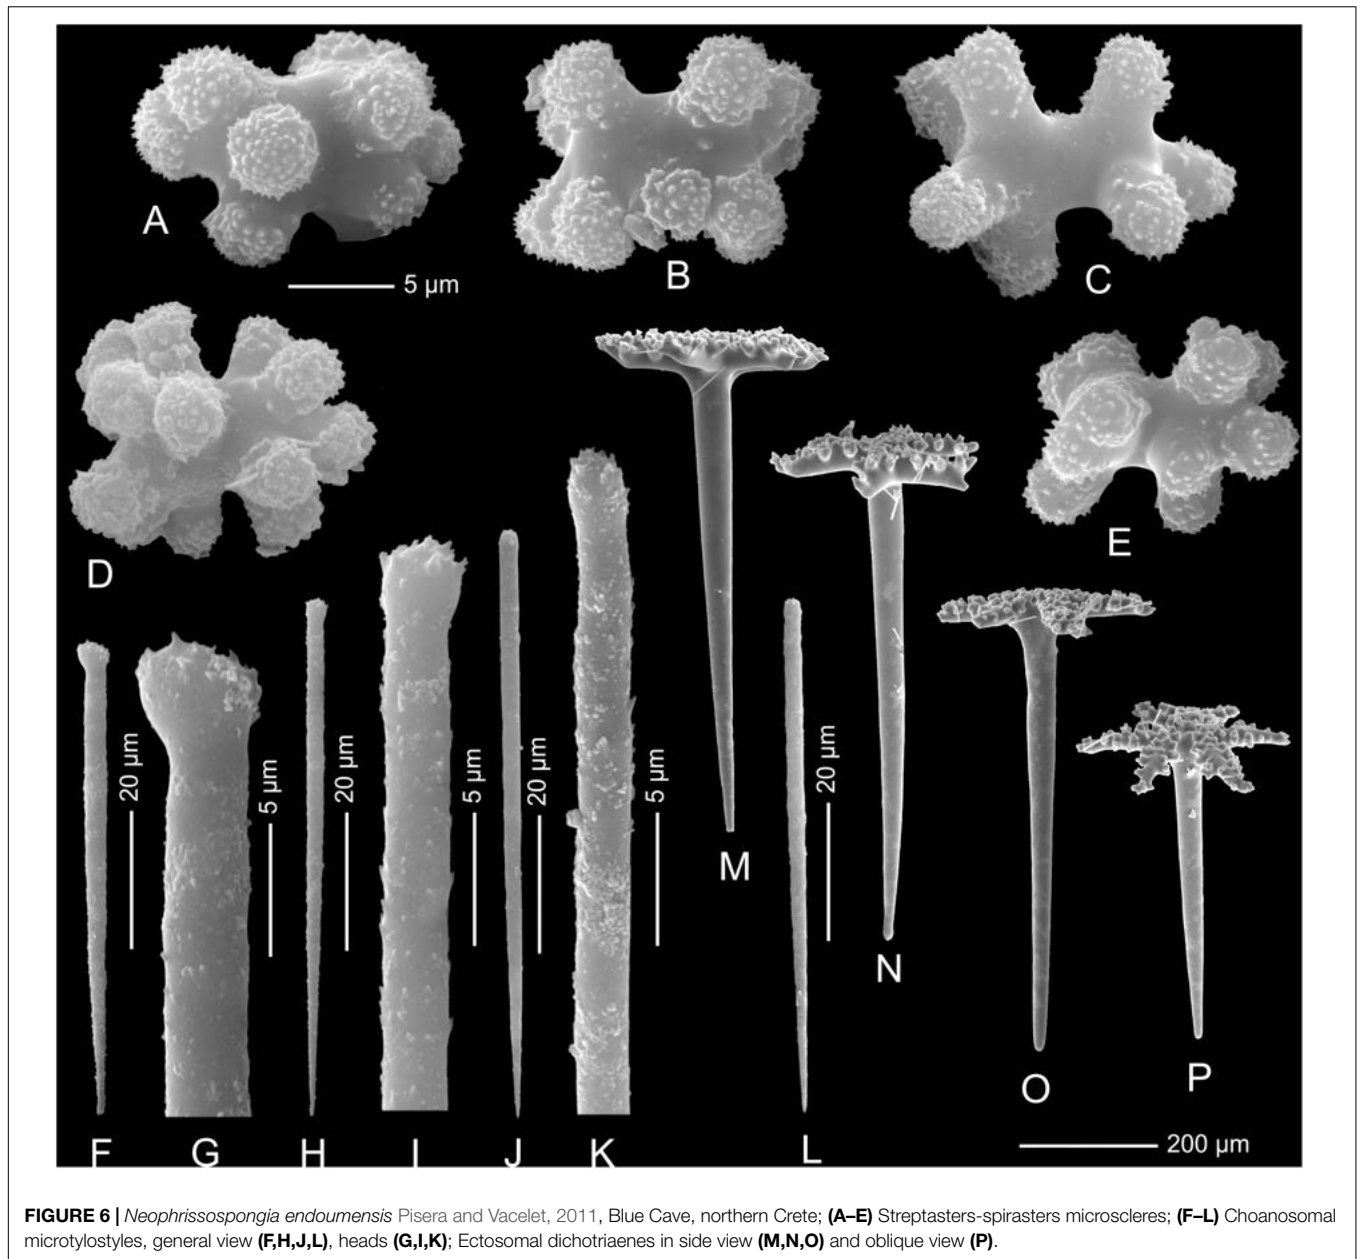 A
B
C
5 µm
D
E
M
N
O
P
200 µm
20 µm
5 µm
20 µm
5 µm
20 µm
5 µm
20 µm
F
G
H
I
J
K
L
FIGURE 6 | Neophrissospongia endoumensis Pisera and Vacelet, 2011, Blue Cave, northern Crete; (A–E) Streptasters-spirasters microscleres; (F–L) Choanosomal
microtylostyles, general view (F,H,J,L), heads (G,I,K); Ectosomal dichotriaenes in side view (M,N,O) and oblique view (P).